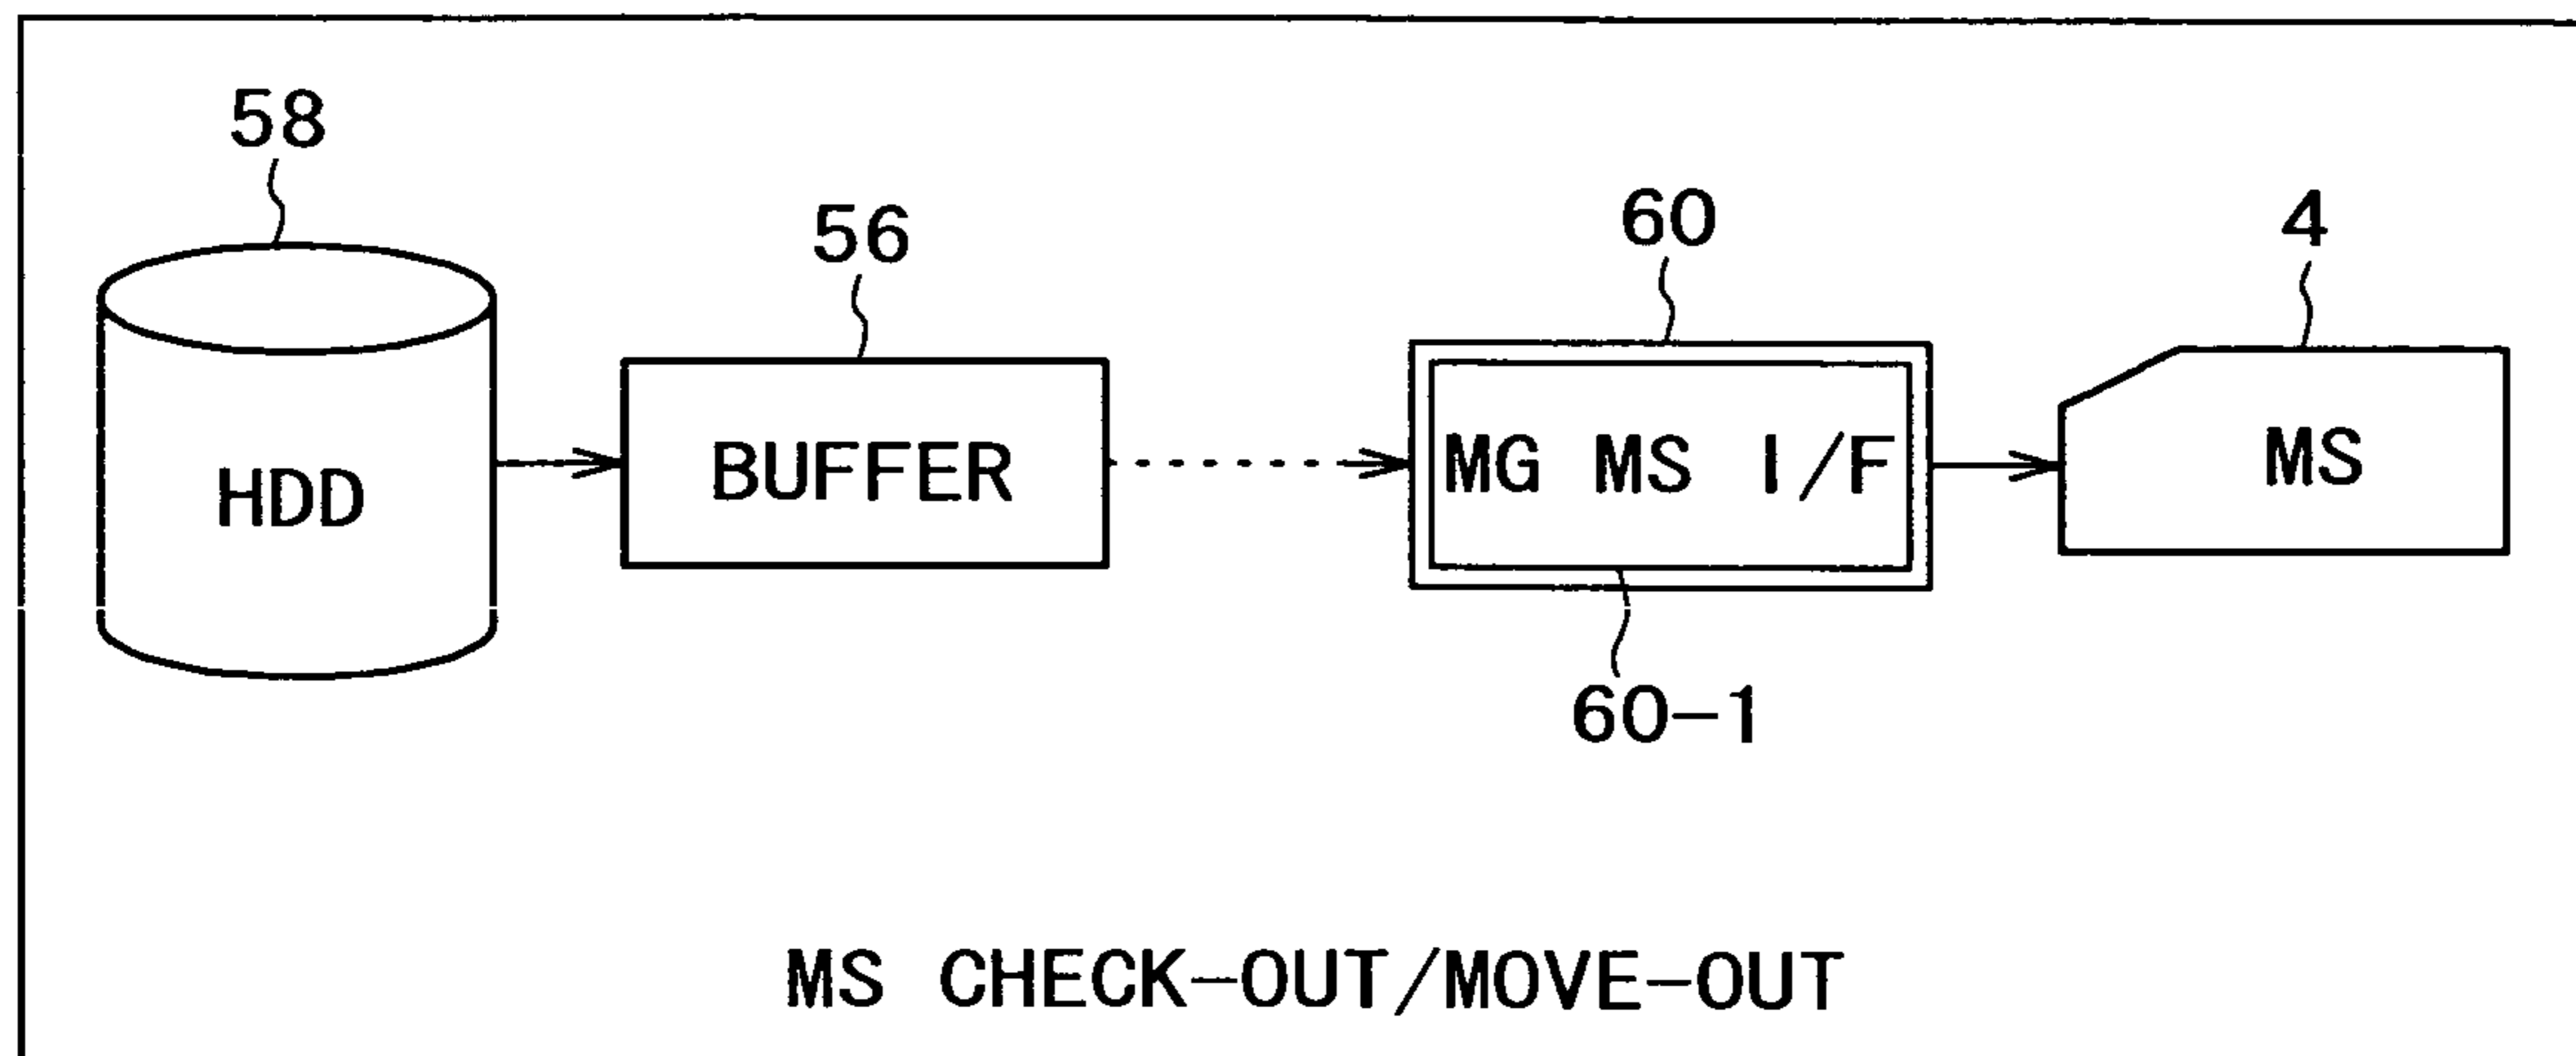 58
56
60
4
HDD
BUFFER
MG MS I/F
MS
60-1
MS CHECK-OUT/MOVE-OUT